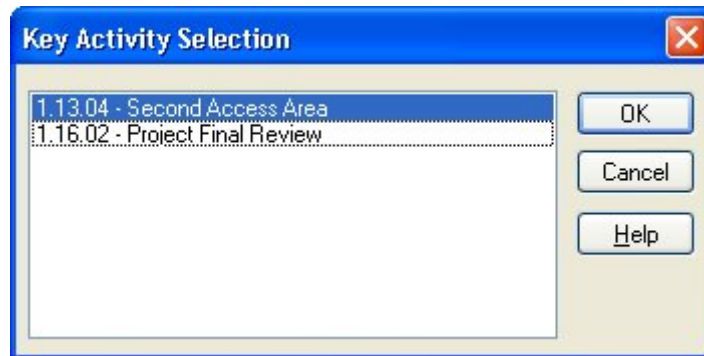 Key Activity Selection
1.13.04 - Second Access Area
1.16.02 - Project Final Review
OK
Cancel
Help